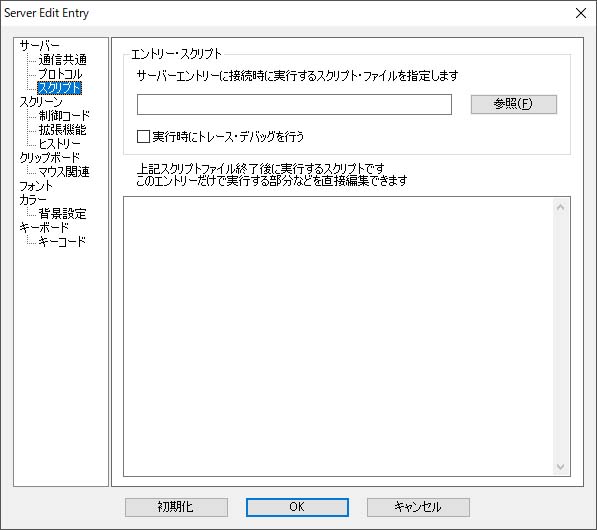 Server Edit Entry
サーバー
通信共通
プロトコル
スクリプト
スクリーン
制御コード
拡張機能
ヒストリー
クリップボード
マウス関連
フォント
カラー
背景設定
キーボード
キーコード
エントリー・スクリプト
サーバーエントリーに接続時に実行するスクリプト・ファイルを指定します
参照(F)
実行時にトレース・デバッグを行う
上記スクリプトファイル終了後に実行するスクリプトです
このエントリーだけで実行する部分などを直接編集できます
初期化
OK
キャンセル